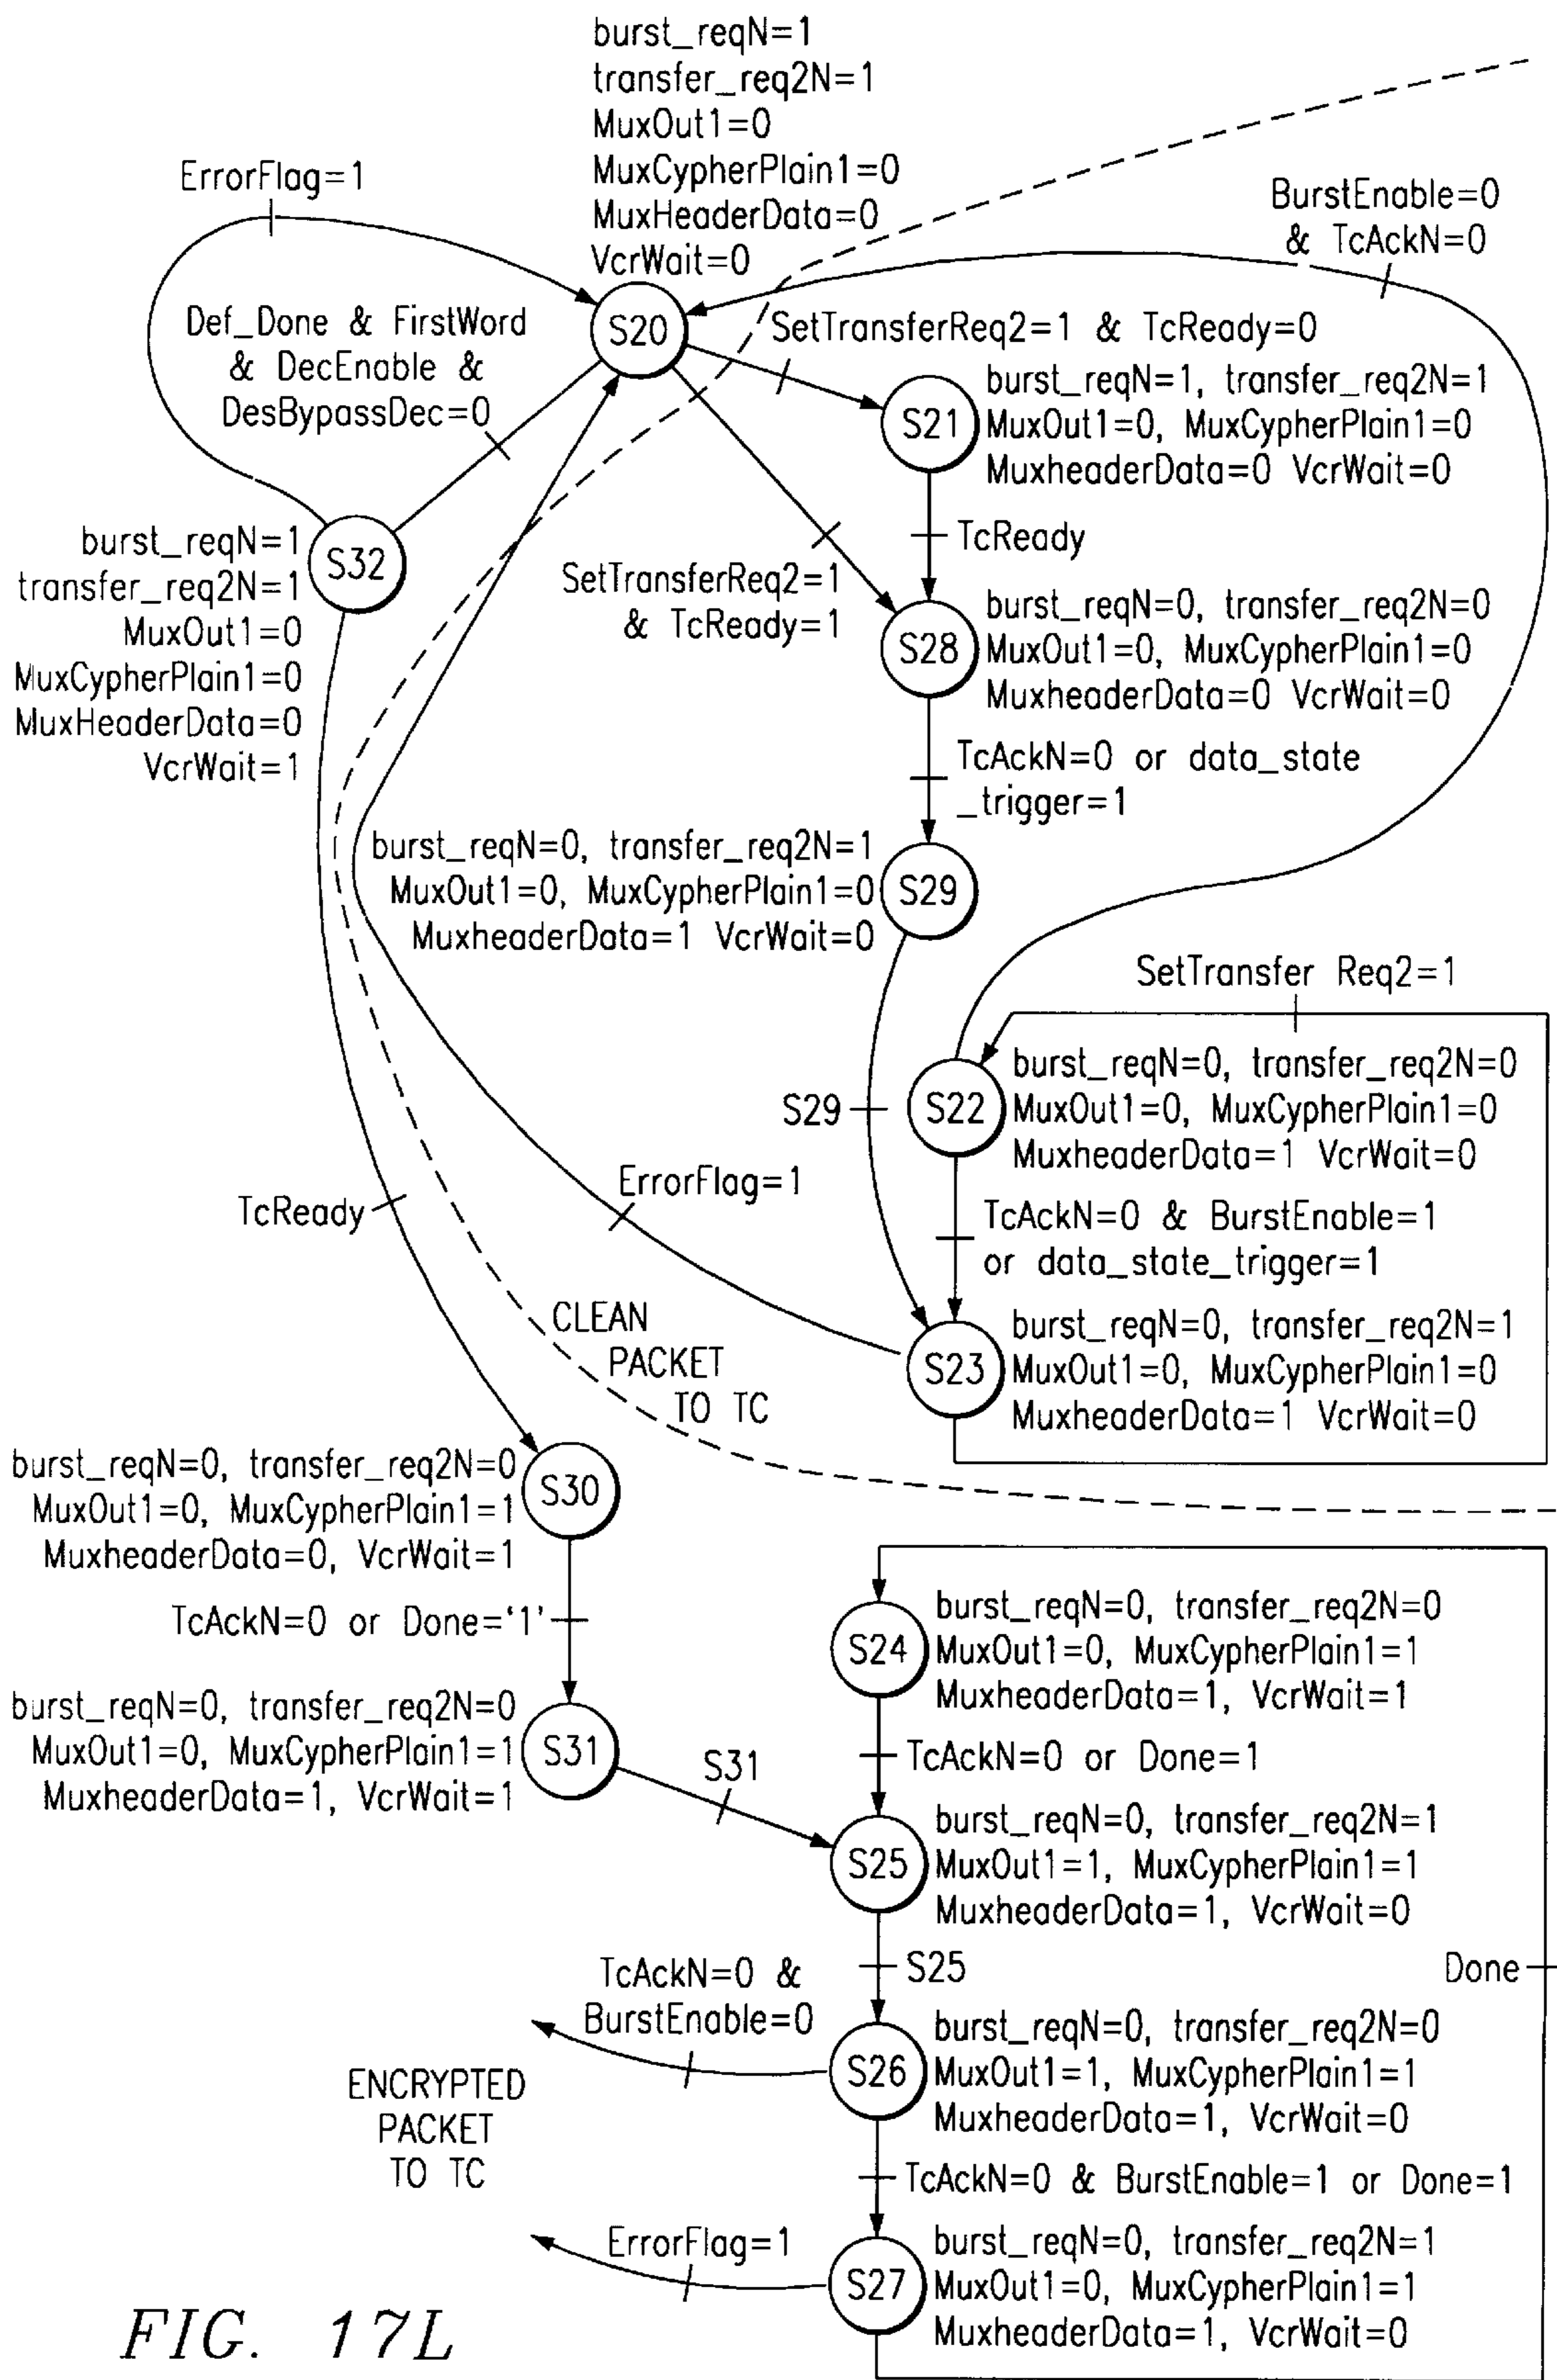 burst_reqN=1
transfer_req2N=1
MuxOut1=0
MuxCypherPlain1=0
MuxHeaderData=0
VcrWait=0
ErrorFlag=1
BurstEnable=0
& TcAckN=0
S20
Def_Done & FirstWord
& DecEnable &
DesBypassDec=0
SetTransferReq2=1 & TcReady=0
S21
burst_reqN=1, transfer_req2N=1
MuxOut1=0, MuxCypherPlain1=0
MuxheaderData=0 VcrWait=0
TcReady
S32
burst_reqN=1
transfer_req2N=1
MuxOut1=0
MuxCypherPlain1=0
MuxHeaderData=0
VcrWait=1
SetTransferReq2=1
& TcReady=1
S28
burst_reqN=0, transfer_req2N=0
MuxOut1=0, MuxCypherPlain1=0
MuxheaderData=0 VcrWait=0
TcAckN=0 or data_state
_trigger=1
burst_reqN=0, transfer_req2N=1
MuxOut1=0, MuxCypherPlain1=0
MuxheaderData=1 VcrWait=0
S29
SetTransfer Req2=1
S29
S22
burst_reqN=0, transfer_req2N=0
MuxOut1=0, MuxCypherPlain1=0
MuxheaderData=1 VcrWait=0
ErrorFlag=1
TcReady
TcAckN=0 & BurstEnable=1
or data_state_trigger=1
CLEAN
PACKET
TO TC
S23
burst_reqN=0, transfer_req2N=1
MuxOut1=0, MuxCypherPlain1=0
MuxheaderData=1 VcrWait=0
burst_reqN=0, transfer_req2N=0
MuxOut1=0, MuxCypherPlain1=1
MuxheaderData=0, VcrWait=1
S30
TcAckN=0 or Done='1'
S24
burst_reqN=0, transfer_req2N=0
MuxOut1=0, MuxCypherPlain1=1
MuxheaderData=1, VcrWait=1
burst_reqN=0, transfer_req2N=0
MuxOut1=0, MuxCypherPlain1=1
MuxheaderData=1, VcrWait=1
S31
S31
TcAckN=0 or Done=1
S25
burst_reqN=0, transfer_req2N=1
MuxOut1=1, MuxCypherPlain1=1
MuxheaderData=1, VcrWait=0
S25
Done
TcAckN=0 &
BurstEnable=0
S26
burst_reqN=0, transfer_req2N=0
MuxOut1=1, MuxCypherPlain1=1
MuxheaderData=1, VcrWait=0
ENCRYPTED
PACKET
TO TC
TcAckN=0 & BurstEnable=1 or Done=1
ErrorFlag=1
S27
burst_reqN=0, transfer_req2N=1
MuxOut1=0, MuxCypherPlain1=1
MuxheaderData=1, VcrWait=0
FIG. 17L